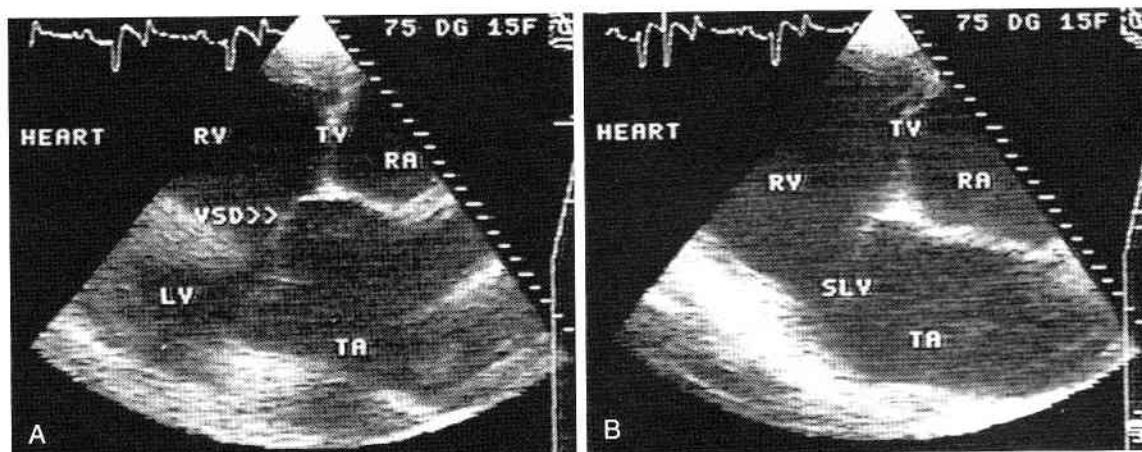 75 DG 15F
HEART RV TV
RA
VSD>>
LV
TA
A
75 DG 15F
HEART TV
RV RA
SLV
TA
B